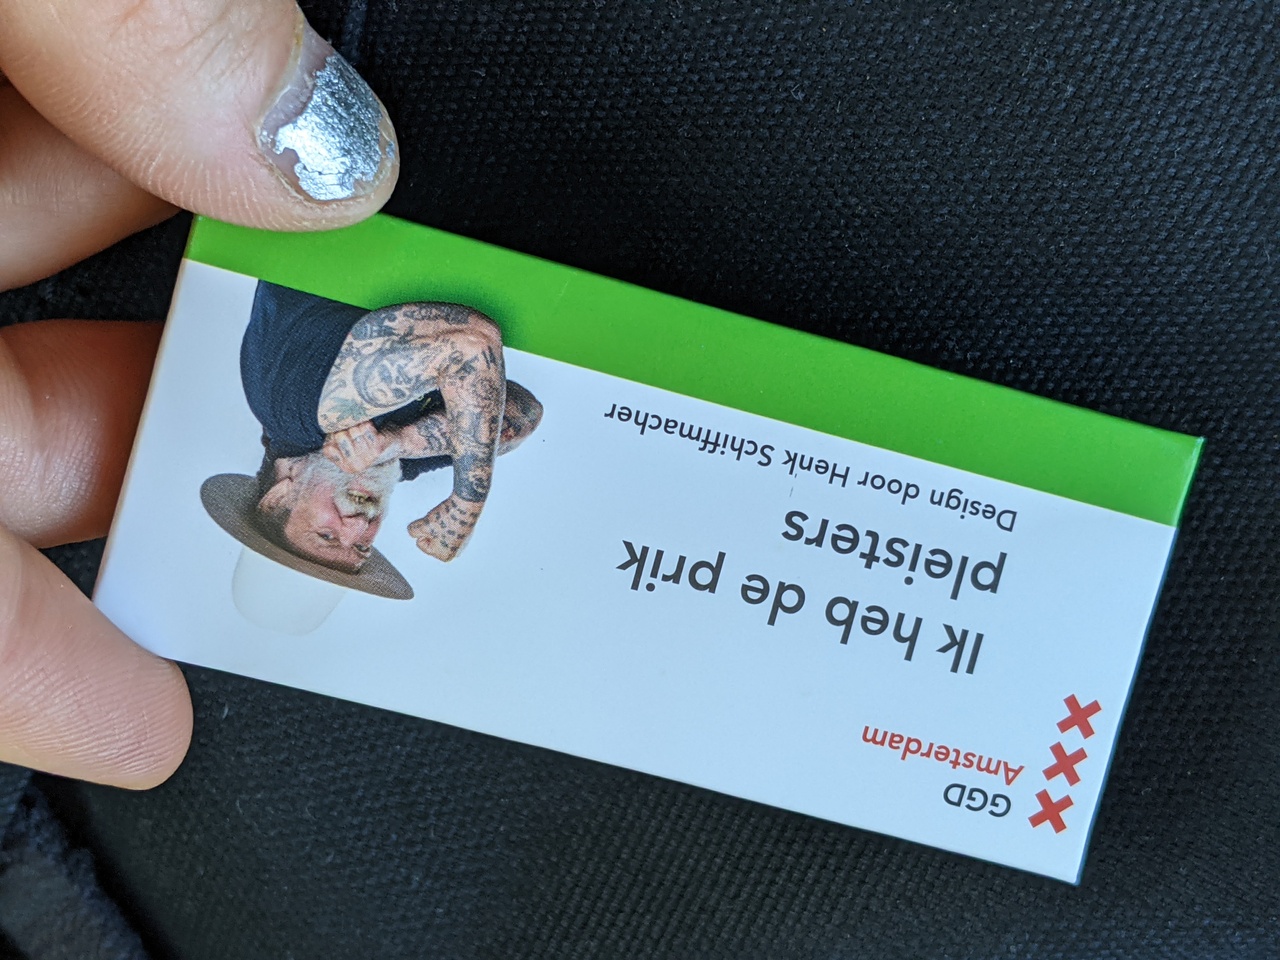 GGD
Amsterdam
Ik heb de prik
pleisters
Design door Henk Schiffmacher